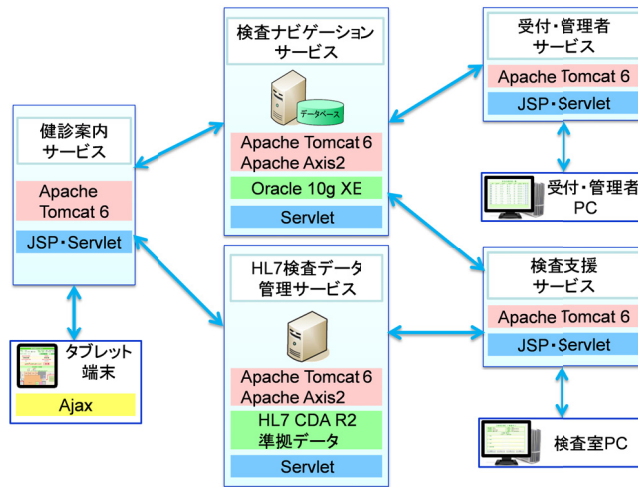 健診案内
サービス
Apache
Tomcat 6
JSP・Servlet
タブレット
端末
Ajax
検査ナビゲーション
サービス
データベース
Apache Tomcat 6
Apache Axis2
Oracle 10g XE
Servlet
HL7検査データ
管理サービス
Apache Tomcat 6
Apache Axis2
HL7 CDA R2
準拠データ
Servlet
受付・管理者
サービス
Apache Tomcat 6
JSP・Servlet
受付・管理者
PC
検査支援
サービス
Apache Tomcat 6
JSP・Servlet
検査室PC